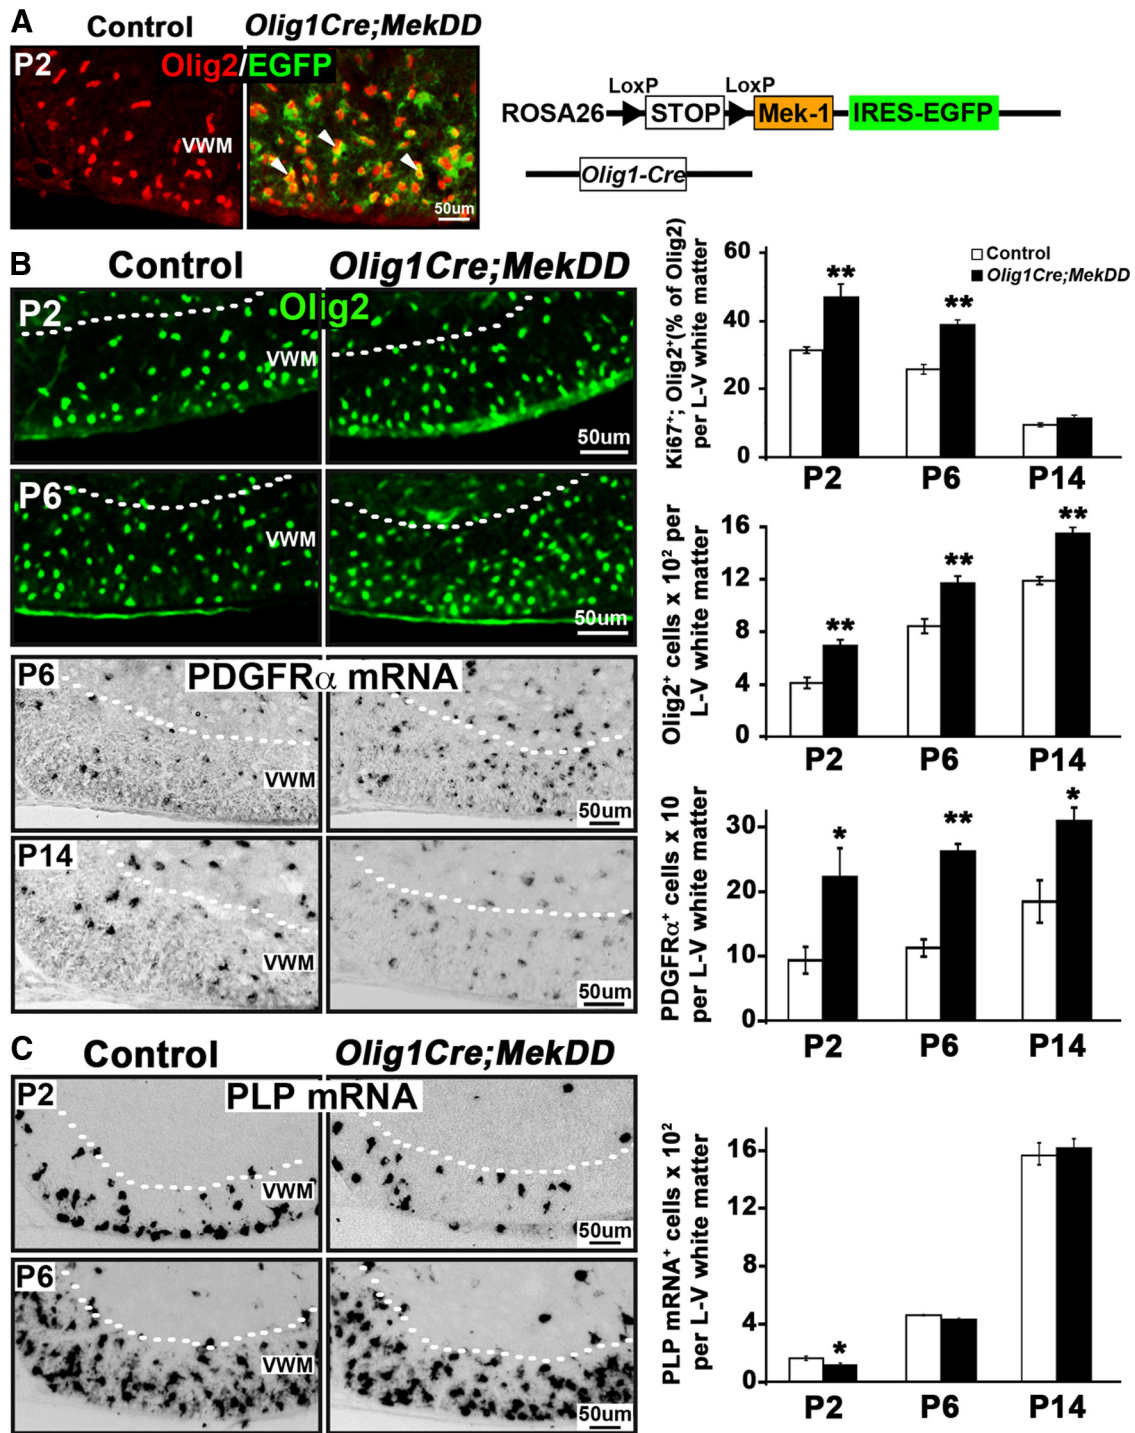 A
Control
Olig1Cre;MekDD
P2
Olig2/EGFP
VWM
50um
LoxP
LoxP
ROSA26
STOP
Mek-1
IRES-EGFP
Olig1-Cre
B
Control
Olig1Cre;MekDD
P2
Olig2
VWM
50um
P6
VWM
50um
P6
PDGFRα mRNA
VWM
50um
P14
VWM
50um
Ki67⁺; Olig2⁺(% of Olig2)
per L-V white matter
60
40
20
0
Control
Olig1Cre;MekDD
**
**
P2
P6
P14
Olig2⁺ cells x 10² per
L-V white matter
16
12
8
4
0
**
**
**
P2
P6
P14
PDGFRα⁺ cells x 10
per L-V white matter
30
20
10
0
*
**
*
P2
P6
P14
C
Control
Olig1Cre;MekDD
P2
PLP mRNA
VWM
50um
P6
VWM
50um
PLP mRNA⁺ cells x 10²
per L-V white matter
16
12
8
4
0
*
P2
P6
P14